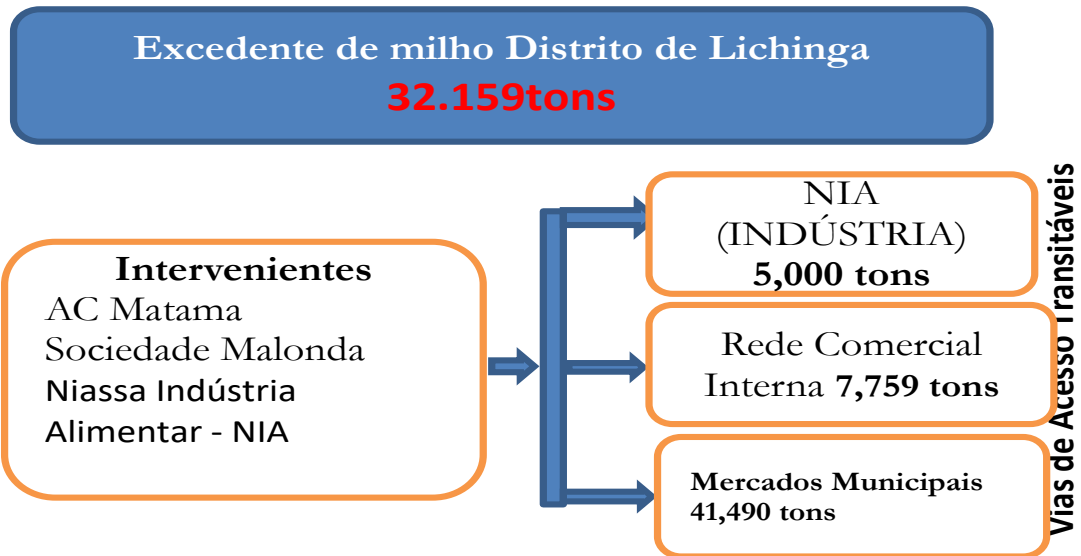 Excedente de milho Distrito de Lichinga
32.159tons
Intervenientes
AC Matama
Sociedade Malonda
Niassa Indústria
Alimentar - NIA
NIA
(INDÚSTRIA)
5,000 tons
Rede Comercial
Interna 7,759 tons
Mercados Municipais
41,490 tons
Vias de Acesso Transitáveis